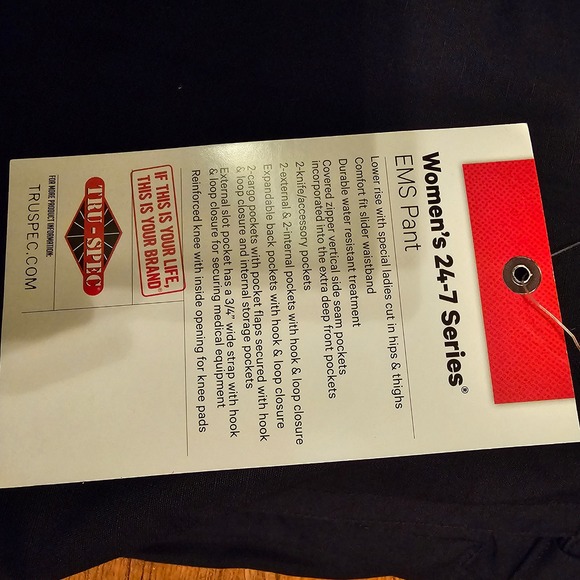 Women's 24-7 Series®
EMS Pant
Lower rise with special ladies cut in hips & thighs
Comfort fit slider waistband
Durable water resistant treatment
Covered zipper vertical side seam pockets
incorporated into the extra deep front pockets
2-knife/accessory pockets
2-external & 2-internal pockets with hook & loop closure
Expandable back pockets with hook & loop closure
2-cargo pockets with pocket flaps secured with hook
& loop closure and internal storage pockets
External slot pocket has a 3/4" wide strap with hook
& loop closure for securing medical equipment
Reinforced knee with inside opening for knee pads
IF THIS IS YOUR LIFE,
THIS IS YOUR BRAND®
TRU-SPEC®
FOR MORE PRODUCT INFORMATION:
TRUSPEC.COM